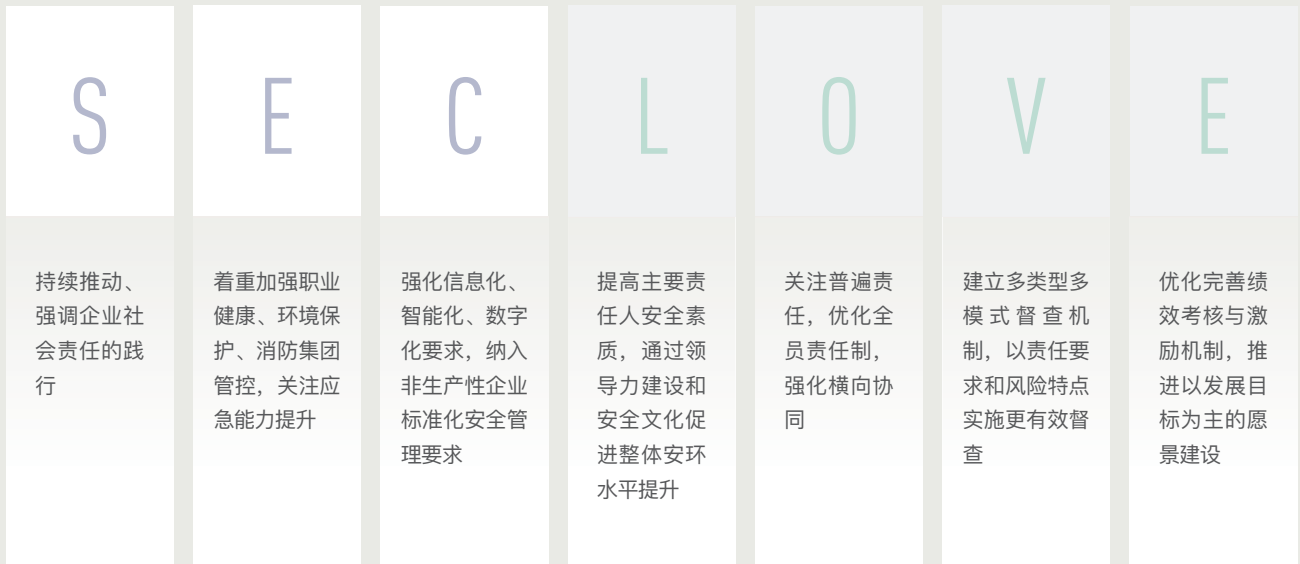 S
持续推动、
强调企业社
会责任的践
行
E
着重加强职业
健康、环境保
护、消防集团
管控，关注应
急能力提升
C
强化信息化、
智能化、数字
化要求，纳入
非生产性企业
标准化安全管
理要求
L
提高主要责
任人安全素
质，通过领
导力建设和
安全文化促
进整体安环
水平提升
O
关注普遍责
任，优化全
员责任制，
强化横向协
同
V
建立多类型多
模式督查机
制，以责任要
求和风险特点
实施更有效督
查
E
优化完善绩
效考核与激
励机制，推
进以发展目
标为主的愿
景建设